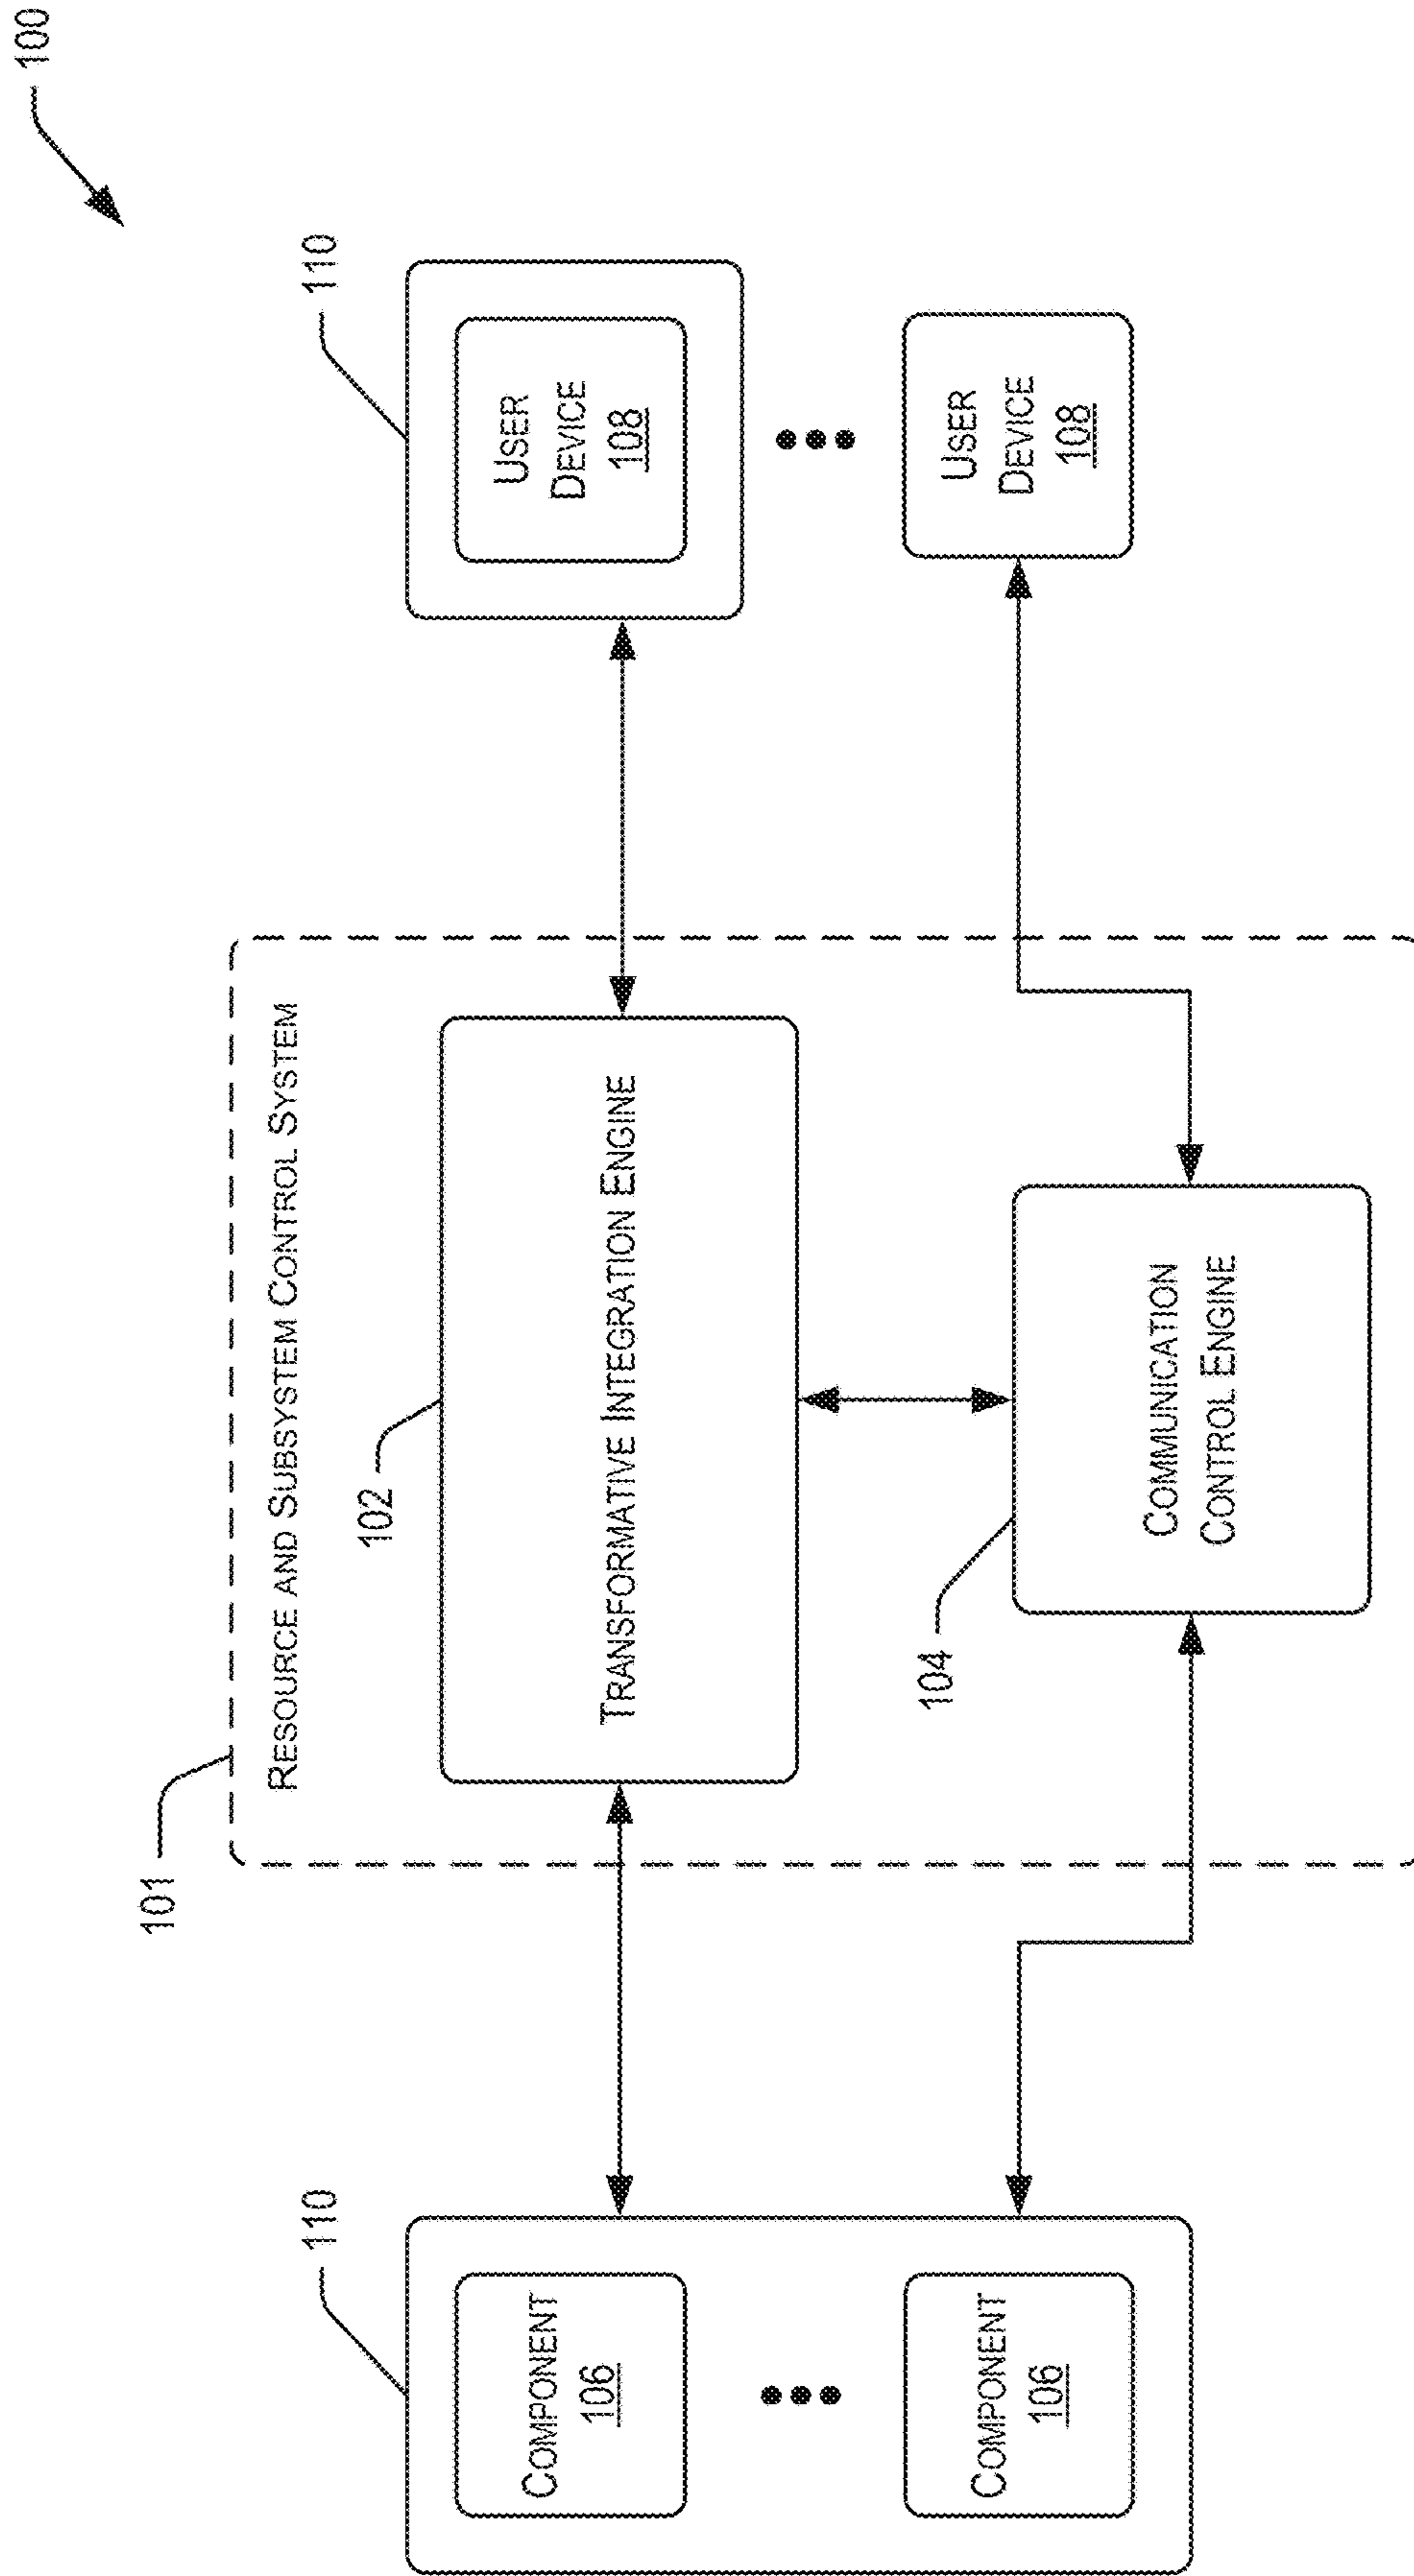 100
101
RESOURCE AND SUBSYSTEM CONTROL SYSTEM
110
COMPONENT
106
COMPONENT
106
102
TRANSFORMATIVE INTEGRATION ENGINE
104
COMMUNICATION
CONTROL ENGINE
110
USER
DEVICE
108
USER
DEVICE
108